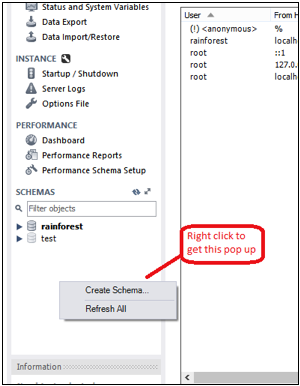 Status and System Variables
Data Export
Data Import/Restore
INSTANCE
Startup / Shutdown
Server Logs
Options File
PERFORMANCE
Dashboard
Performance Reports
Performance Schema Setup
SCHEMAS
Filter objects
rainforest
test
Create Schema...
Refresh All
Information
User
From H
(!) <anonymous>
%
rainforest
localh
root
::1
root
127.0.
root
localh
Right click to
get this pop up